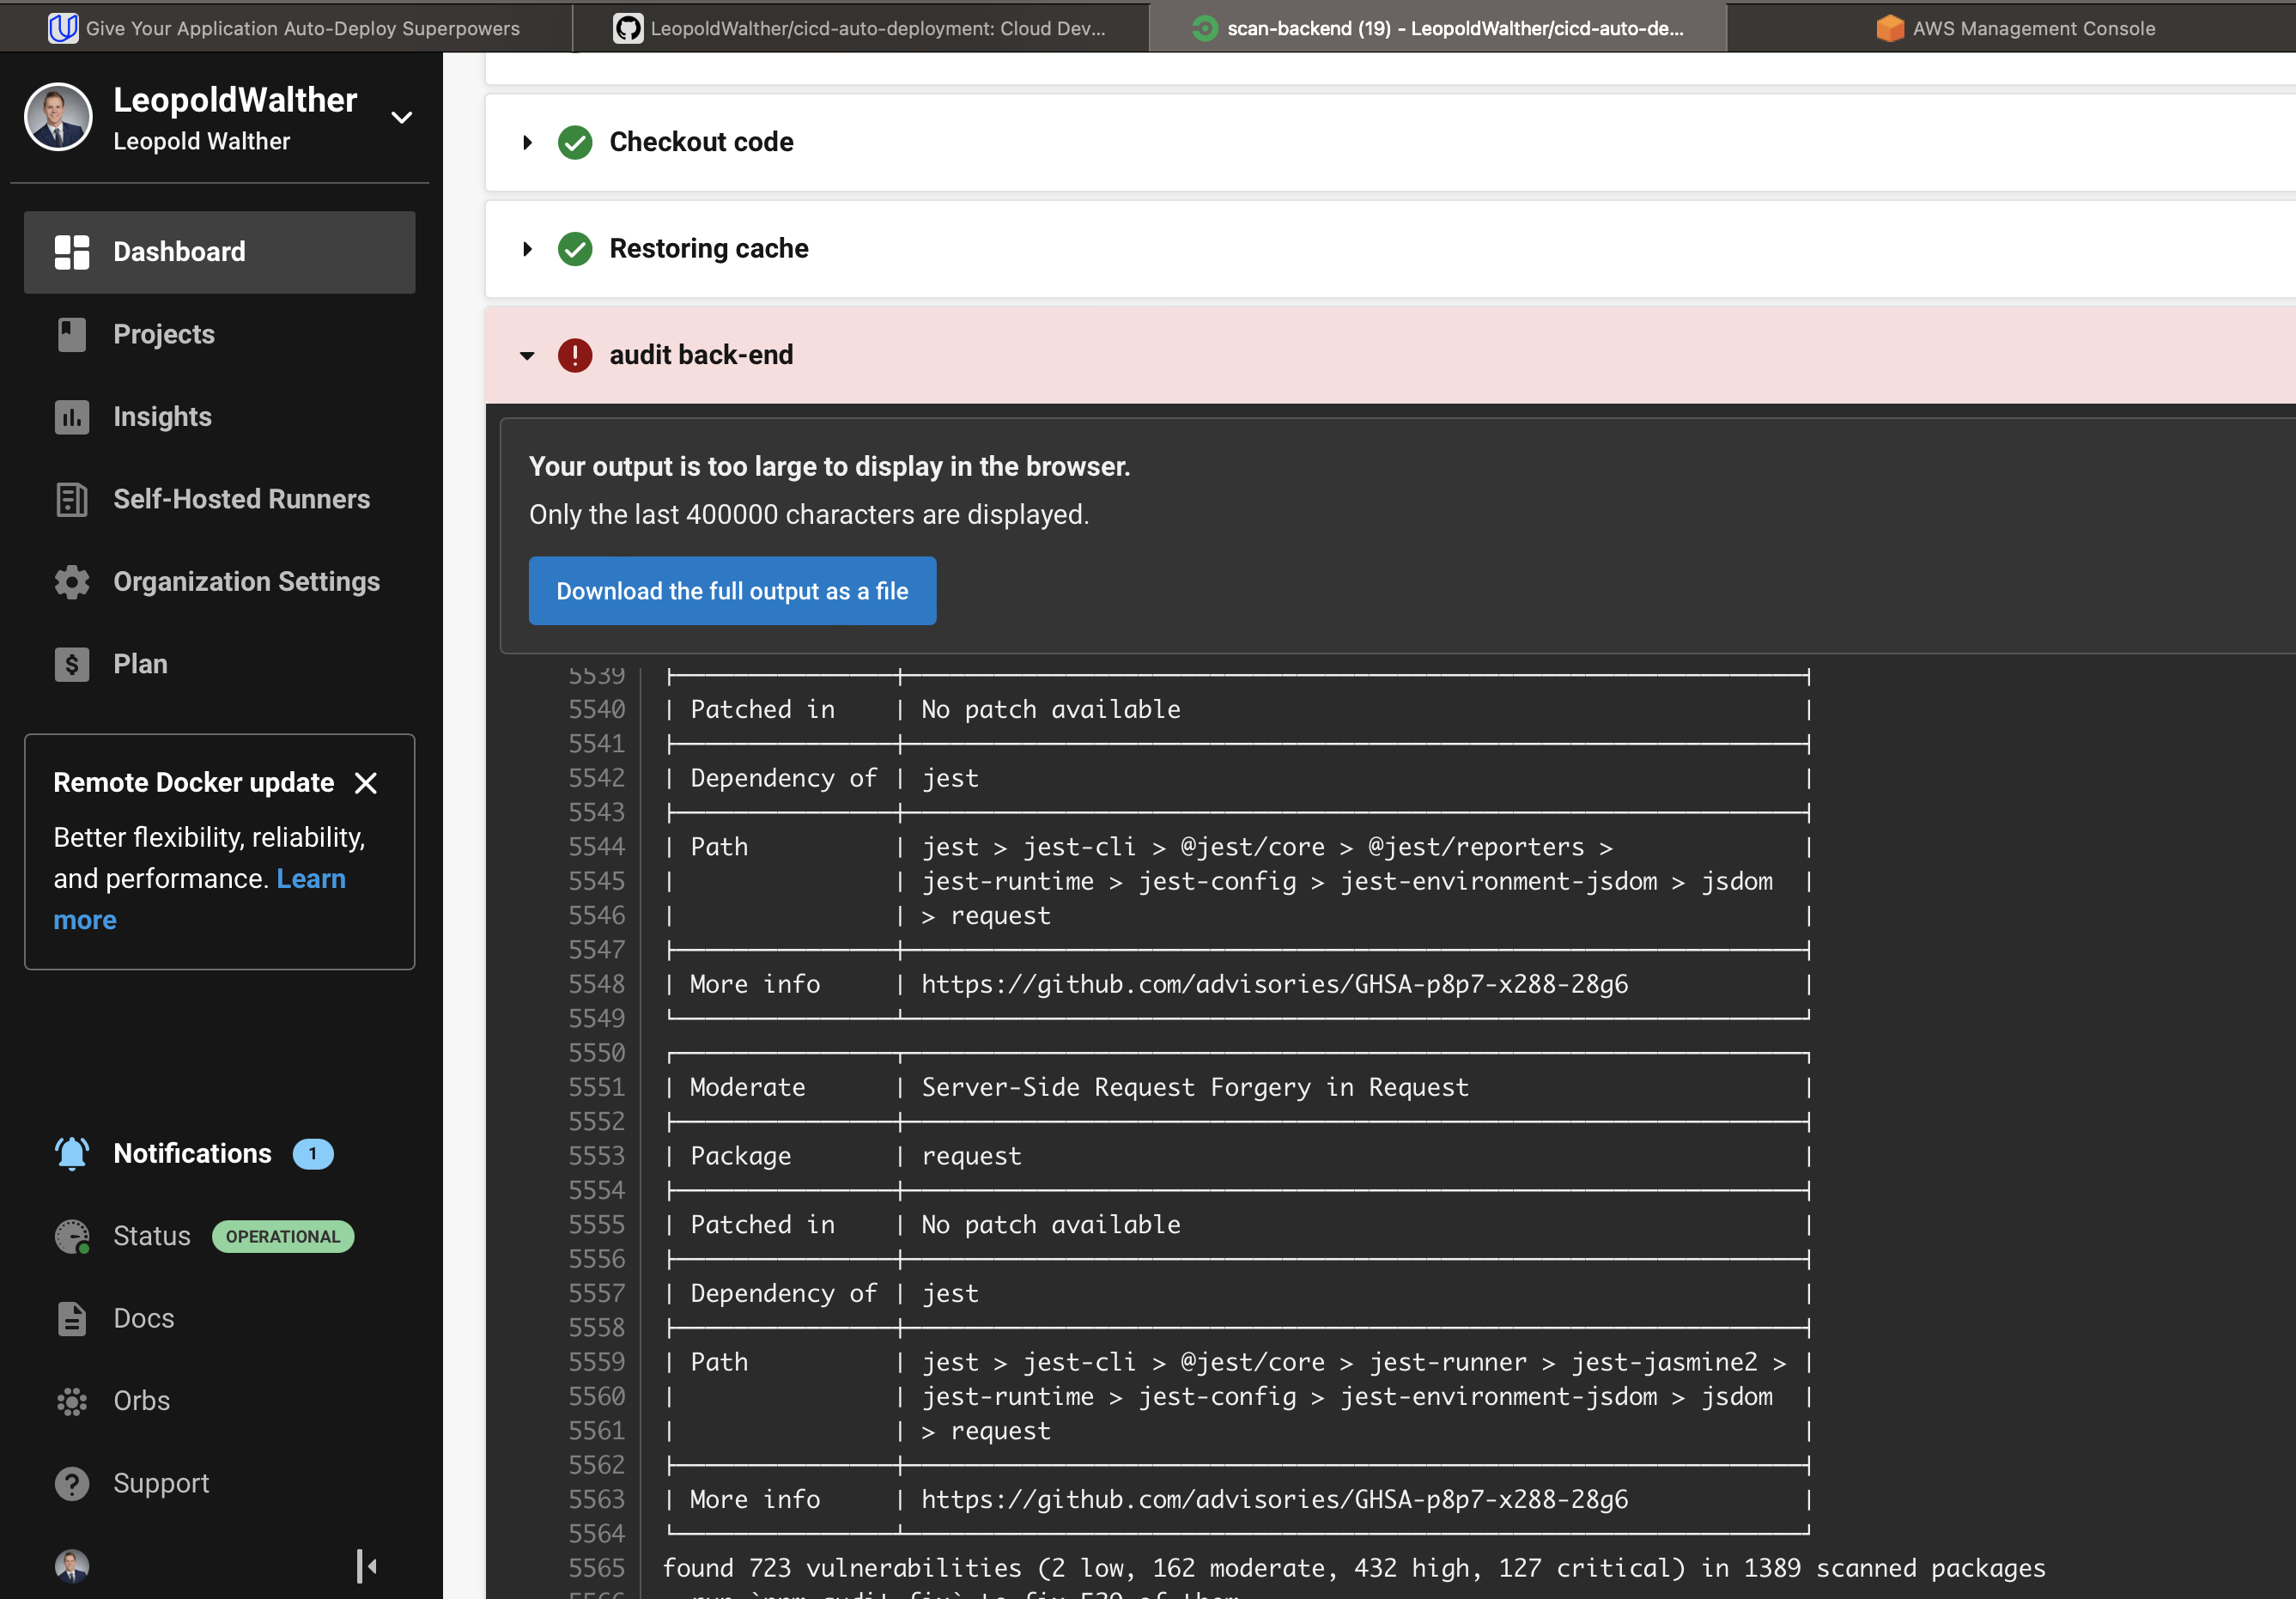 Give Your Application Auto-Deploy Superpowers
LeopoldWalther/cicd-auto-deployment: Cloud Dev...
scan-backend (19) - LeopoldWalther/cicd-auto-de...
AWS Management Console
LeopoldWalther
Leopold Walther
Dashboard
Projects
Insights
Self-Hosted Runners
Organization Settings
Plan
Remote Docker update
Better flexibility, reliability,
and performance. Learn
more
Notifications 1
Status OPERATIONAL
Docs
Orbs
Support
Checkout code
Restoring cache
audit back-end
Your output is too large to display in the browser.
Only the last 400000 characters are displayed.
Download the full output as a file
5539
5540 | Patched in | No patch available |
5541
5542 | Dependency of | jest |
5543
5544 | Path | jest > jest-cli > @jest/core > @jest/reporters > |
5545 | | jest-runtime > jest-config > jest-environment-jsdom > jsdom |
5546 | | > request |
5547
5548 | More info | https://github.com/advisories/GHSA-p8p7-x288-28g6 |
5549
5550
5551 | Moderate | Server-Side Request Forgery in Request |
5552
5553 | Package | request |
5554
5555 | Patched in | No patch available |
5556
5557 | Dependency of | jest |
5558
5559 | Path | jest > jest-cli > @jest/core > jest-runner > jest-jasmine2 > |
5560 | | jest-runtime > jest-config > jest-environment-jsdom > jsdom |
5561 | | > request |
5562
5563 | More info | https://github.com/advisories/GHSA-p8p7-x288-28g6 |
5564
5565 found 723 vulnerabilities (2 low, 162 moderate, 432 high, 127 critical) in 1389 scanned packages
5566 run `npm audit fix` to fix 539 of them